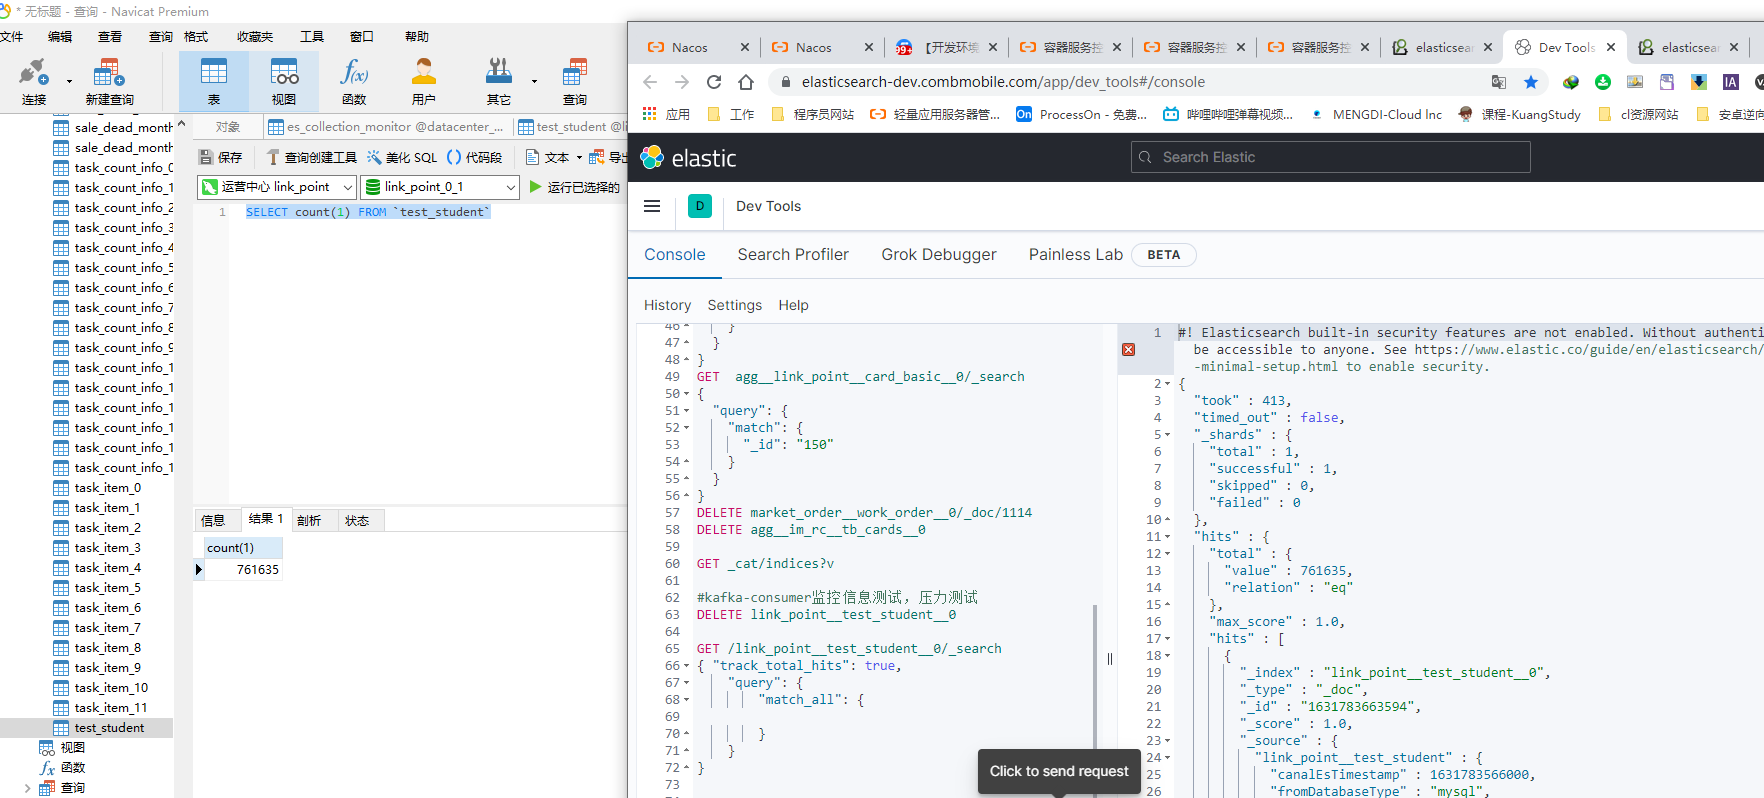 * 无标题 - 查询 - Navicat Premium
文件 编辑 查看 查询 格式 收藏夹 工具 窗口 帮助
连接 新建查询 表 视图 函数 用户 其它 查询
sale_dead_month
sale_dead_month
task_count_info_0
task_count_info_1
task_count_info_2
task_count_info_3
task_count_info_4
task_count_info_5
task_count_info_6
task_count_info_7
task_count_info_8
task_count_info_9
task_count_info_1
task_count_info_1
task_count_info_1
task_count_info_1
task_count_info_1
task_count_info_1
task_item_0
task_item_1
task_item_2
task_item_3
task_item_4
task_item_5
task_item_6
task_item_7
task_item_8
task_item_9
task_item_10
task_item_11
test_student
视图
函数
查询
对象 es_collection_monitor @datacenter_... test_student @l
保存 查询创建工具 美化 SQL 代码段 文本 导出
运营中心 link_point link_point_0_1 运行已选择的
1 SELECT count(1) FROM `test_student`
信息 结果 1 剖析 状态
count(1)
761635
Nacos Nacos 99+ 【开发环境 容器服务控 容器服务控 容器服务控 elasticsear Dev Tools elasticsear
elasticsearch-dev.combmobile.com/app/dev_tools#/console IA
应用 工作 程序员网站 轻量应用服务器管... On ProcessOn - 免费... 哔哩哔哩弹幕视频... MENGDI-Cloud Inc 课程-KuangStudy cl资源网站 安卓逆向
elastic Search Elastic
D Dev Tools
Console Search Profiler Grok Debugger Painless Lab BETA
History Settings Help
46 }
47 }
48 }
49 GET agg__link_point__card_basic__0/_search
50 {
51 "query": {
52 "match": {
53 "_id": "150"
54 }
55 }
56 }
57 DELETE market_order__work_order__0/_doc/1114
58 DELETE agg__im_rc__tb_cards__0
59
60 GET _cat/indices?v
61
62 #kafka-consumer监控信息测试，压力测试
63 DELETE link_point__test_student__0
64
65 GET /link_point__test_student__0/_search
66 { "track_total_hits": true,
67 "query": {
68 "match_all": {
69
70 }
71 }
72 }
73
Click to send request
1 #! Elasticsearch built-in security features are not enabled. Without authenti
be accessible to anyone. See https://www.elastic.co/guide/en/elasticsearch/
-minimal-setup.html to enable security.
2 {
3 "took" : 413,
4 "timed_out" : false,
5 "_shards" : {
6 "total" : 1,
7 "successful" : 1,
8 "skipped" : 0,
9 "failed" : 0
10 },
11 "hits" : {
12 "total" : {
13 "value" : 761635,
14 "relation" : "eq"
15 },
16 "max_score" : 1.0,
17 "hits" : [
18 {
19 "_index" : "link_point__test_student__0",
20 "_type" : "_doc",
21 "_id" : "1631783663594",
22 "_score" : 1.0,
23 "_source" : {
24 "link_point__test_student" : {
25 "canalEsTimestamp" : 1631783566000,
26 "fromDatabaseType" : "mysql",